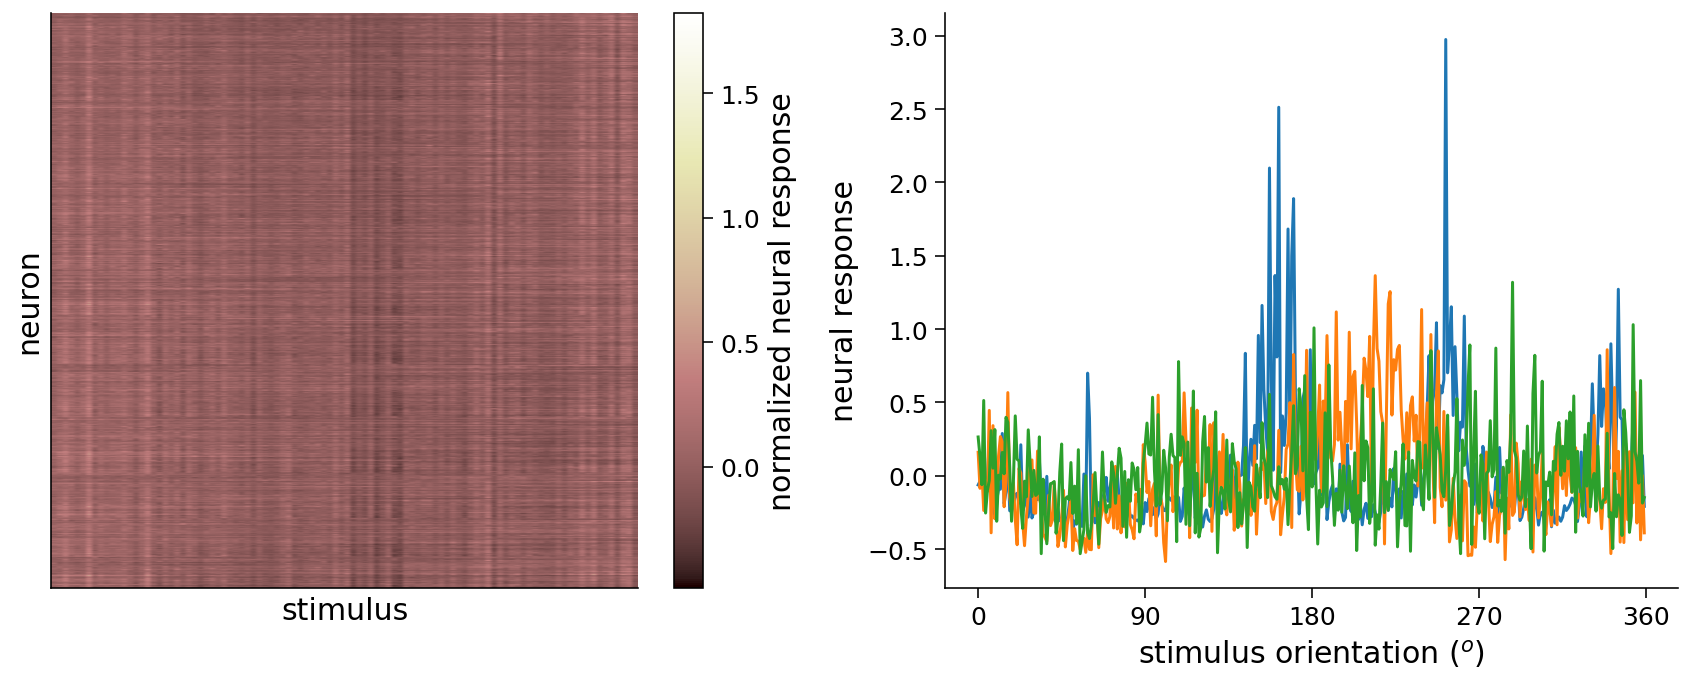 neuron
stimulus
1.5
1.0
0.5
0.0
normalized neural response
neural response
3.0
2.5
2.0
1.5
1.0
0.5
0.0
−0.5
0 90 180 270 360
stimulus orientation (o)